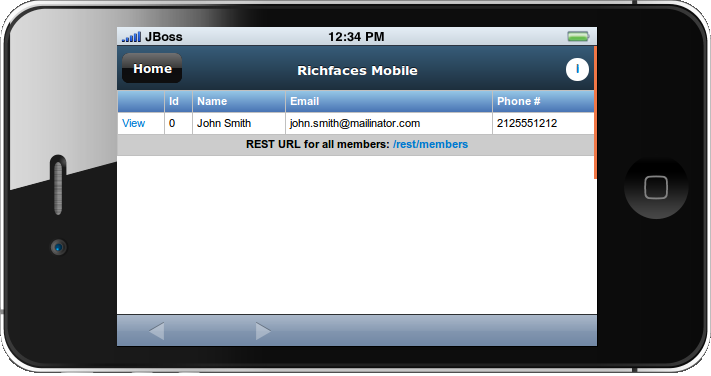 JBoss 12:34 PM
Home Richfaces Mobile i
Id Name Email Phone #
View 0 John Smith john.smith@mailinator.com 2125551212
REST URL for all members: /rest/members